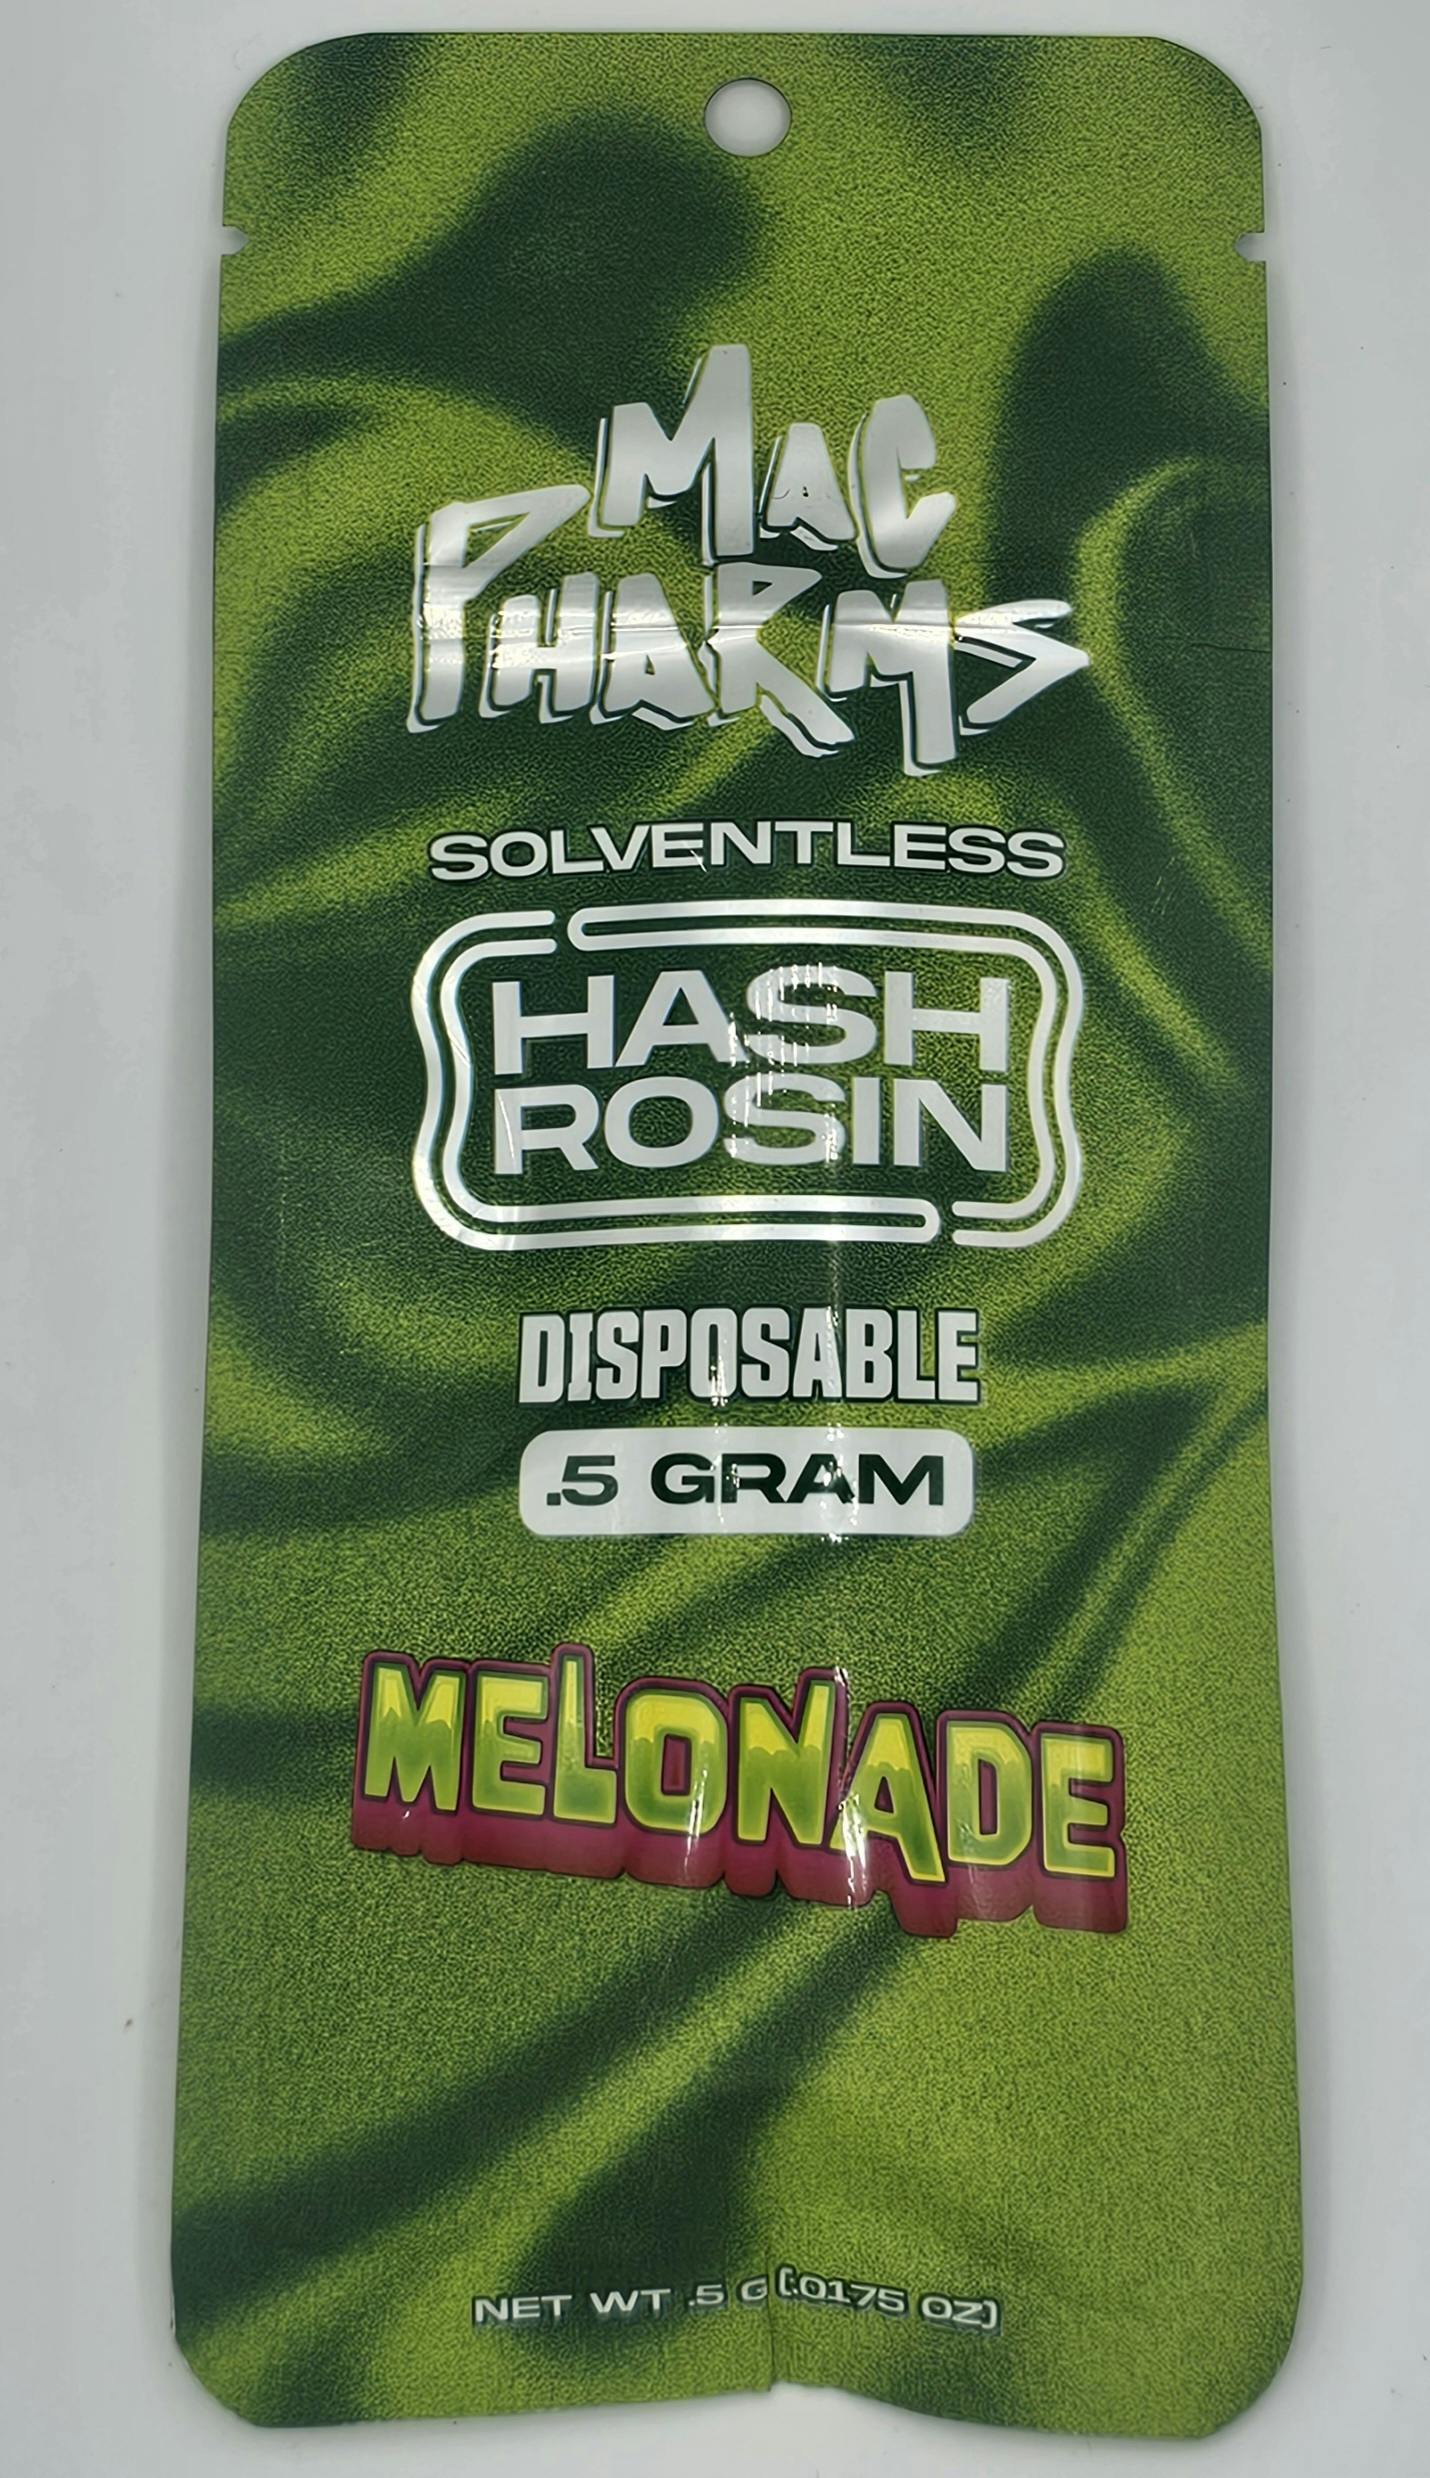 MAC
PHARMS
SOLVENTLESS
HASH
ROSIN
DISPOSABLE
.5 GRAM
MELONADE
NET WT .5 G (.0175 OZ)